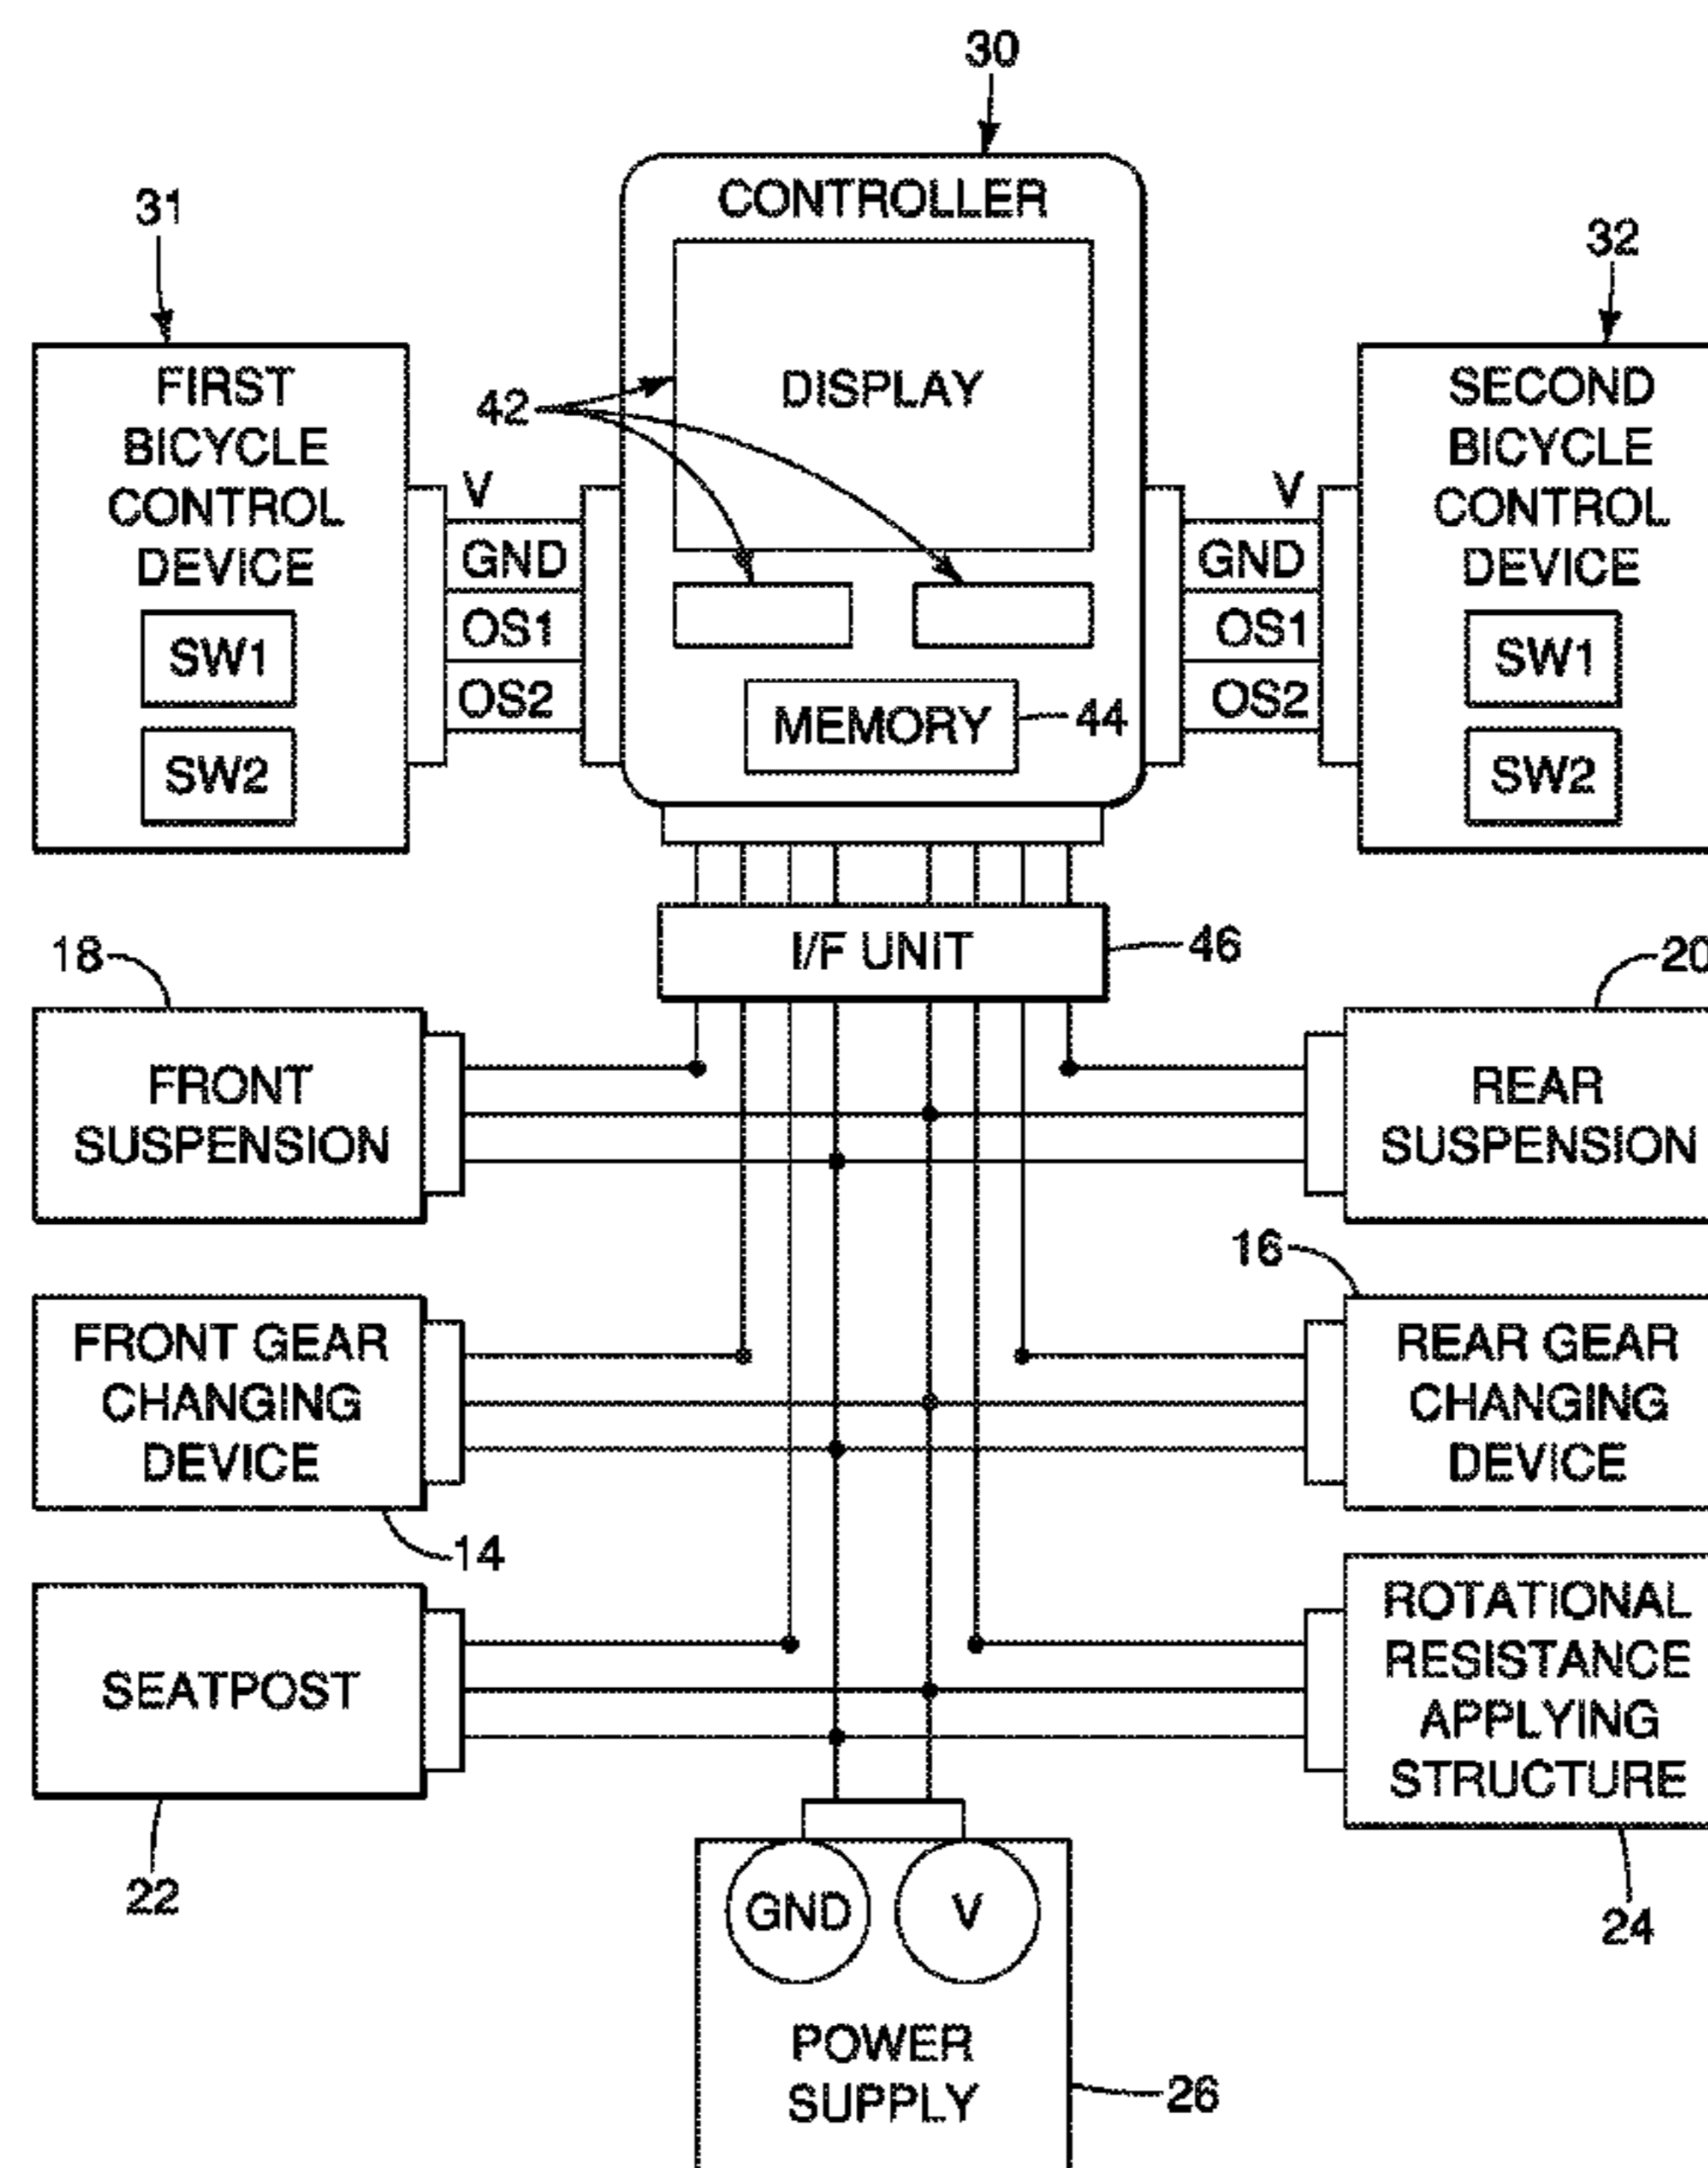 30
CONTROLLER
31
32
FIRST
BICYCLE
CONTROL
DEVICE
SW1
SW2
42
DISPLAY
V
GND
OS1
OS2
MEMORY
44
V
GND
OS1
OS2
SECOND
BICYCLE
CONTROL
DEVICE
SW1
SW2
I/F UNIT
46
18
FRONT
SUSPENSION
20
REAR
SUSPENSION
16
FRONT GEAR
CHANGING
DEVICE
14
REAR GEAR
CHANGING
DEVICE
SEATPOST
22
ROTATIONAL
RESISTANCE
APPLYING
STRUCTURE
24
GND
V
POWER
SUPPLY
26